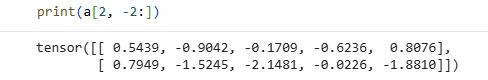 print(a[2, -2:])
tensor([[ 0.5439, -0.9042, -0.1709, -0.6236,  0.8076],
        [ 0.7949, -1.5245, -2.1481, -0.0226, -1.8810]])